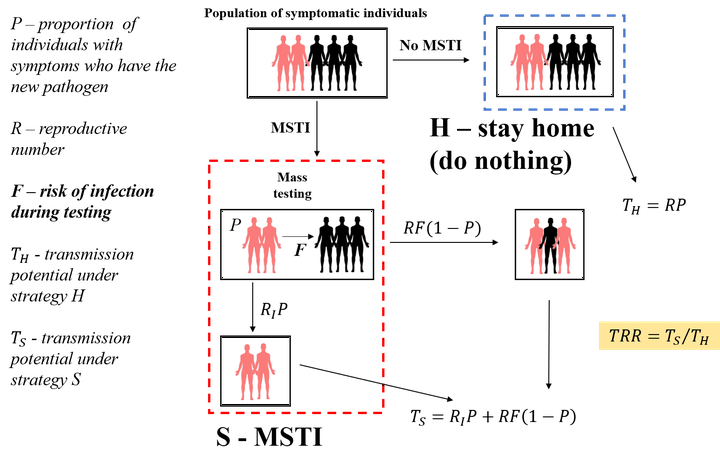 P – proportion of
individuals with
symptoms who have the
new pathogen
R – reproductive
number
F – risk of infection
during testing
T_H - transmission
potential under
strategy H
T_S - transmission
potential under
strategy S
Population of symptomatic individuals
No MSTI
MSTI
H – stay home
(do nothing)
T_H = RP
Mass
testing
P
F
RF(1 − P)
R_I P
TRR = T_S/T_H
T_S = R_I P + RF(1 − P)
S - MSTI